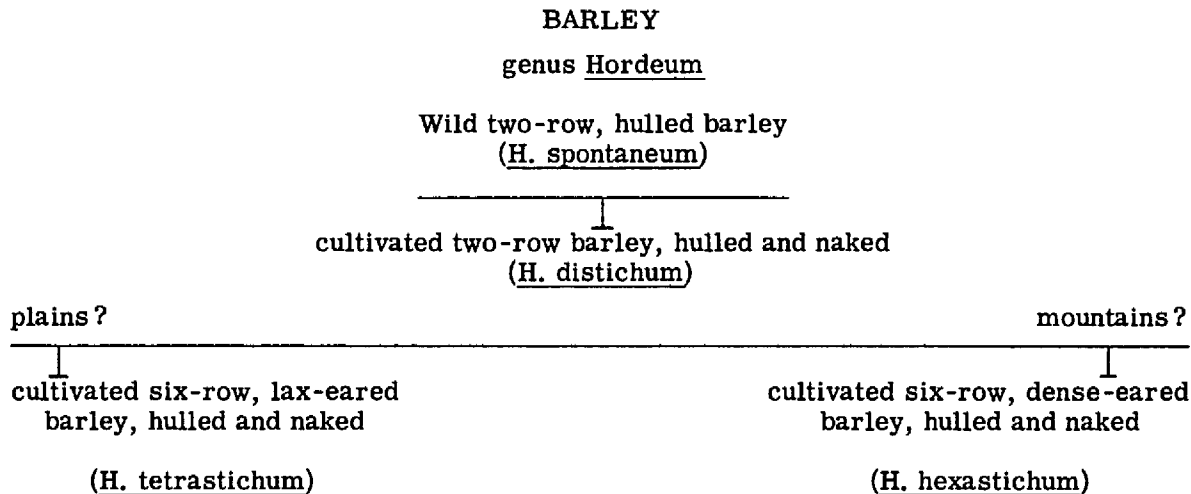 BARLEY
genus Hordeum
Wild two-row, hulled barley
(H. spontaneum)
cultivated two-row barley, hulled and naked
(H. distichum)
plains?
mountains?
cultivated six-row, lax-eared
barley, hulled and naked
(H. tetrastichum)
cultivated six-row, dense-eared
barley, hulled and naked
(H. hexastichum)